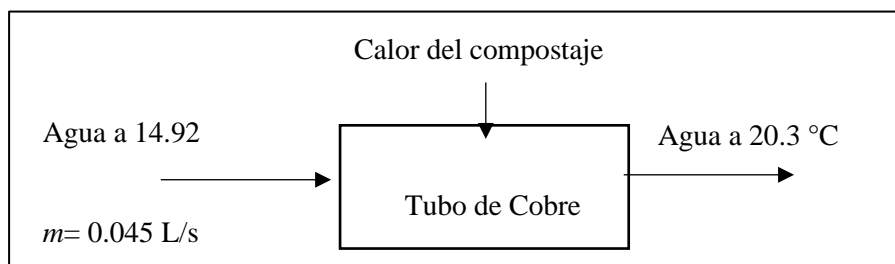 Calor del compostaje
Agua a 14.92
Agua a 20.3 °C
Tubo de Cobre
m= 0.045 L/s